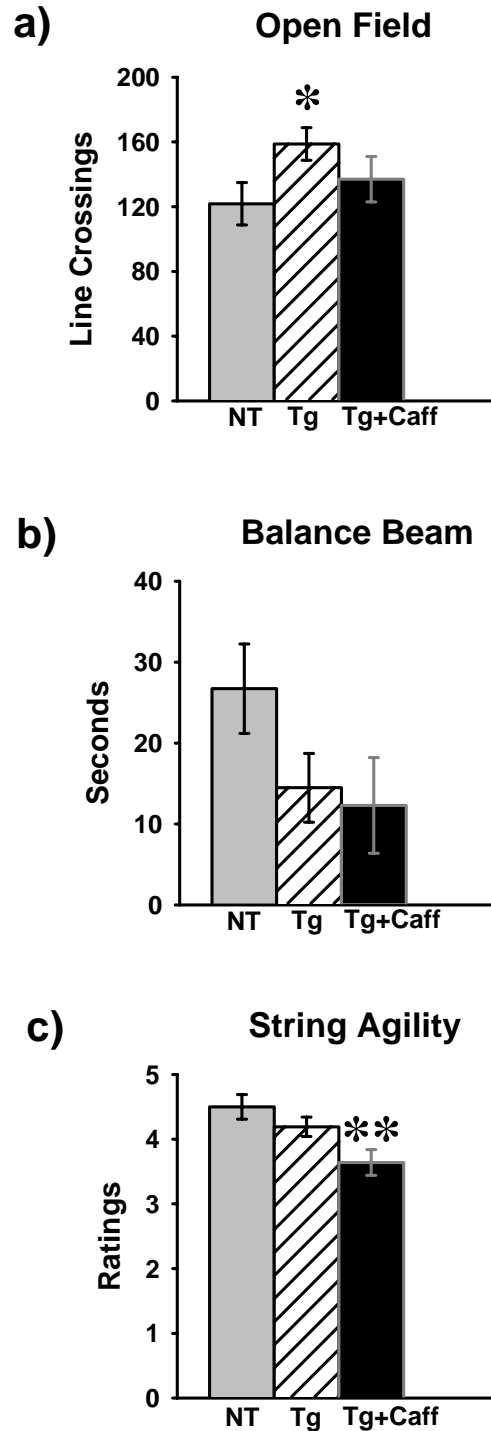 a) Open Field
200
160
120
80
40
0
Line Crossings
*
NT Tg Tg+Caff
b) Balance Beam
40
30
20
10
0
Seconds
NT Tg Tg+Caff
c) String Agility
5
4
3
2
1
0
Ratings
**
NT Tg Tg+Caff